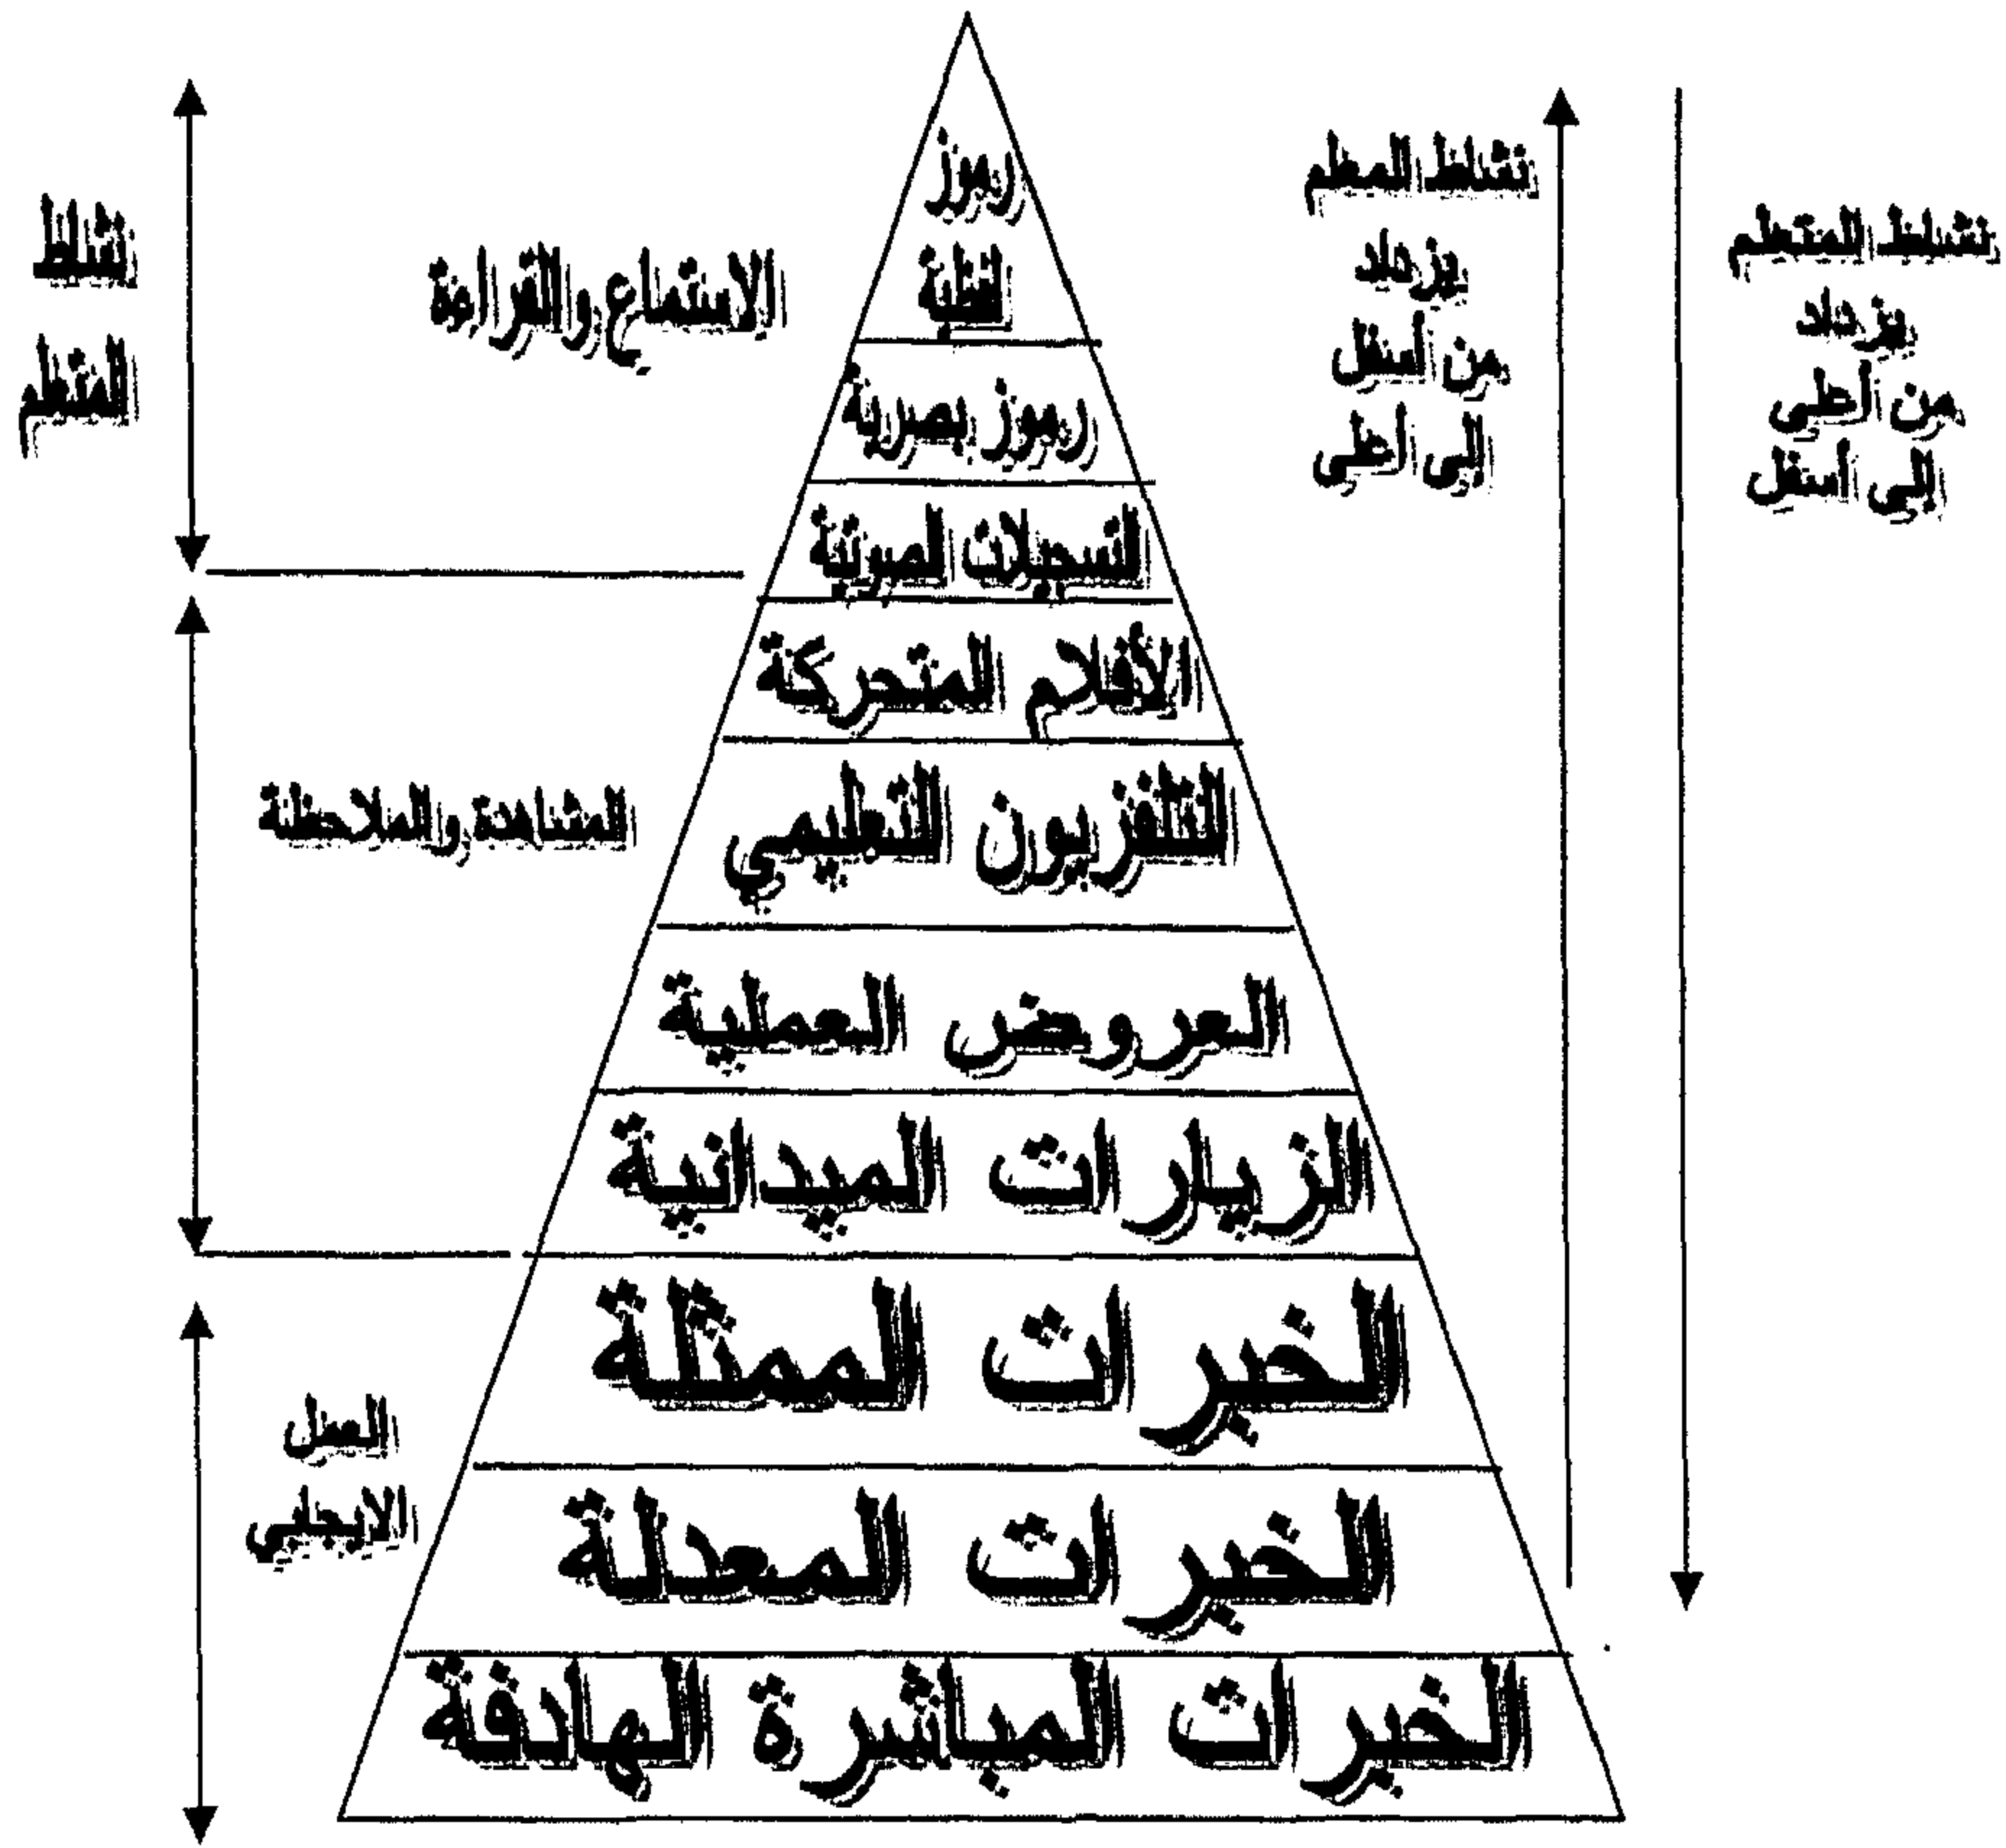 رموز
لفظية
رموز بصرية
التسجيلات الصوتية
الأفلام المتحركة
التلفزيون التعليمي
العروض العملية
الزيارات الميدانية
الخبرات الممثلة
الخبرات المعدلة
الخبرات المباشرة الهادفة
نشاط المتعلم
يزداد
من أعلى
إلى أسفل
نشاط المعلم
يزداد
من أسفل
إلى أعلى
الاستماع والقراءة
المشاهدة والملاحظة
العمل
الايجابي
نشاط
المتعلم